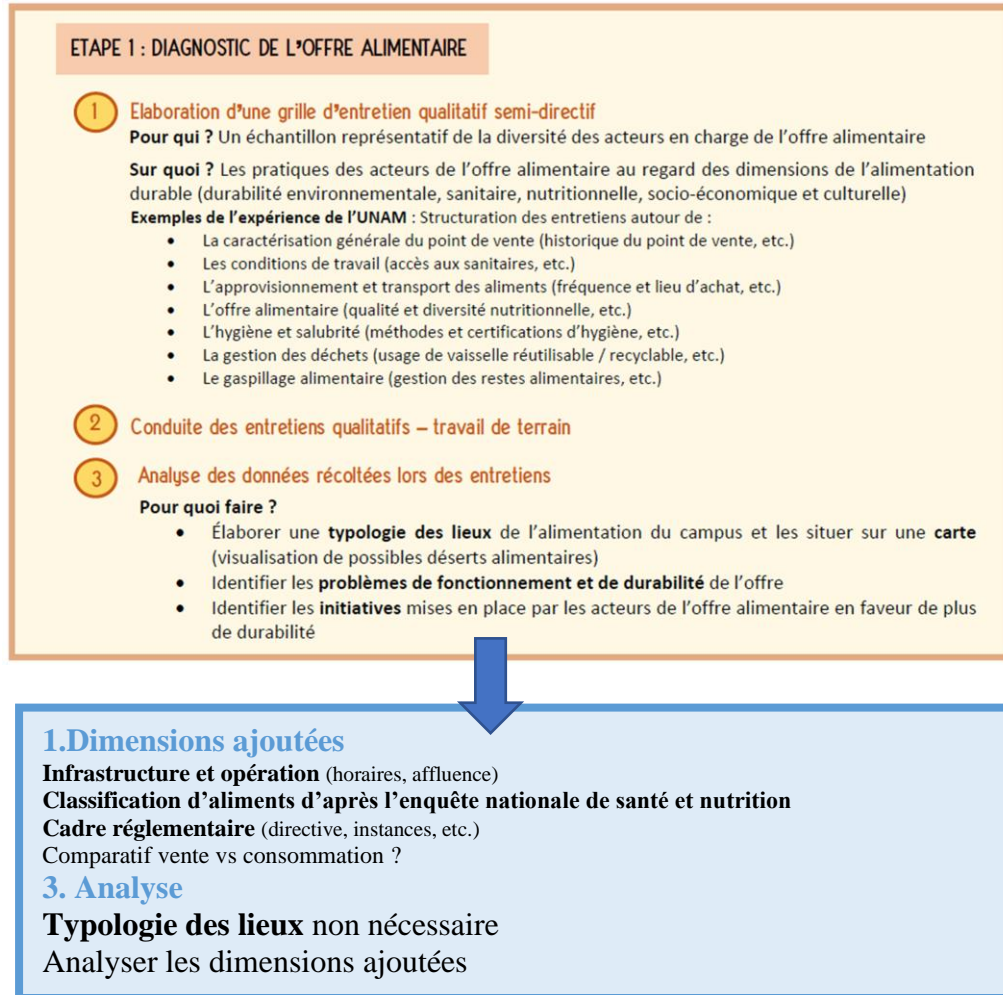 ETAPE 1 : DIAGNOSTIC DE L'OFFRE ALIMENTAIRE
1 Elaboration d'une grille d'entretien qualitatif semi-directif
Pour qui ? Un échantillon représentatif de la diversité des acteurs en charge de l'offre alimentaire
Sur quoi ? Les pratiques des acteurs de l'offre alimentaire au regard des dimensions de l'alimentation
durable (durabilité environnementale, sanitaire, nutritionnelle, socio-économique et culturelle)
Exemples de l'expérience de l'UNAM : Structuration des entretiens autour de :
• La caractérisation générale du point de vente (historique du point de vente, etc.)
• Les conditions de travail (accès aux sanitaires, etc.)
• L'approvisionnement et transport des aliments (fréquence et lieu d'achat, etc.)
• L'offre alimentaire (qualité et diversité nutritionnelle, etc.)
• L'hygiène et salubrité (méthodes et certifications d'hygiène, etc.)
• La gestion des déchets (usage de vaisselle réutilisable / recyclable, etc.)
• Le gaspillage alimentaire (gestion des restes alimentaires, etc.)
2 Conduite des entretiens qualitatifs – travail de terrain
3 Analyse des données récoltées lors des entretiens
Pour quoi faire ?
• Élaborer une typologie des lieux de l'alimentation du campus et les situer sur une carte
(visualisation de possibles déserts alimentaires)
• Identifier les problèmes de fonctionnement et de durabilité de l'offre
• Identifier les initiatives mises en place par les acteurs de l'offre alimentaire en faveur de plus
de durabilité
1.Dimensions ajoutées
Infrastructure et opération (horaires, affluence)
Classification d'aliments d'après l'enquête nationale de santé et nutrition
Cadre réglementaire (directive, instances, etc.)
Comparatif vente vs consommation ?
3. Analyse
Typologie des lieux non nécessaire
Analyser les dimensions ajoutées